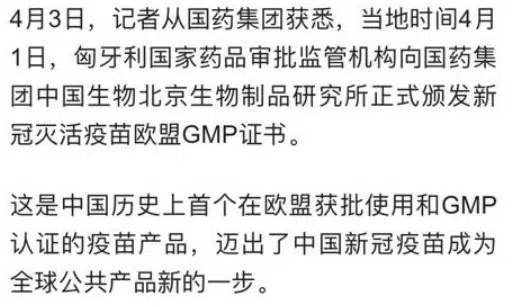 4月3日，记者从国药集团获悉，当地时间4月
1日，匈牙利国家药品审批监管机构向国药集
团中国生物北京生物制品研究所正式颁发新
冠灭活疫苗欧盟GMP证书。
这是中国历史上首个在欧盟获批使用和GMP
认证的疫苗产品，迈出了中国新冠疫苗成为
全球公共产品新的一步。